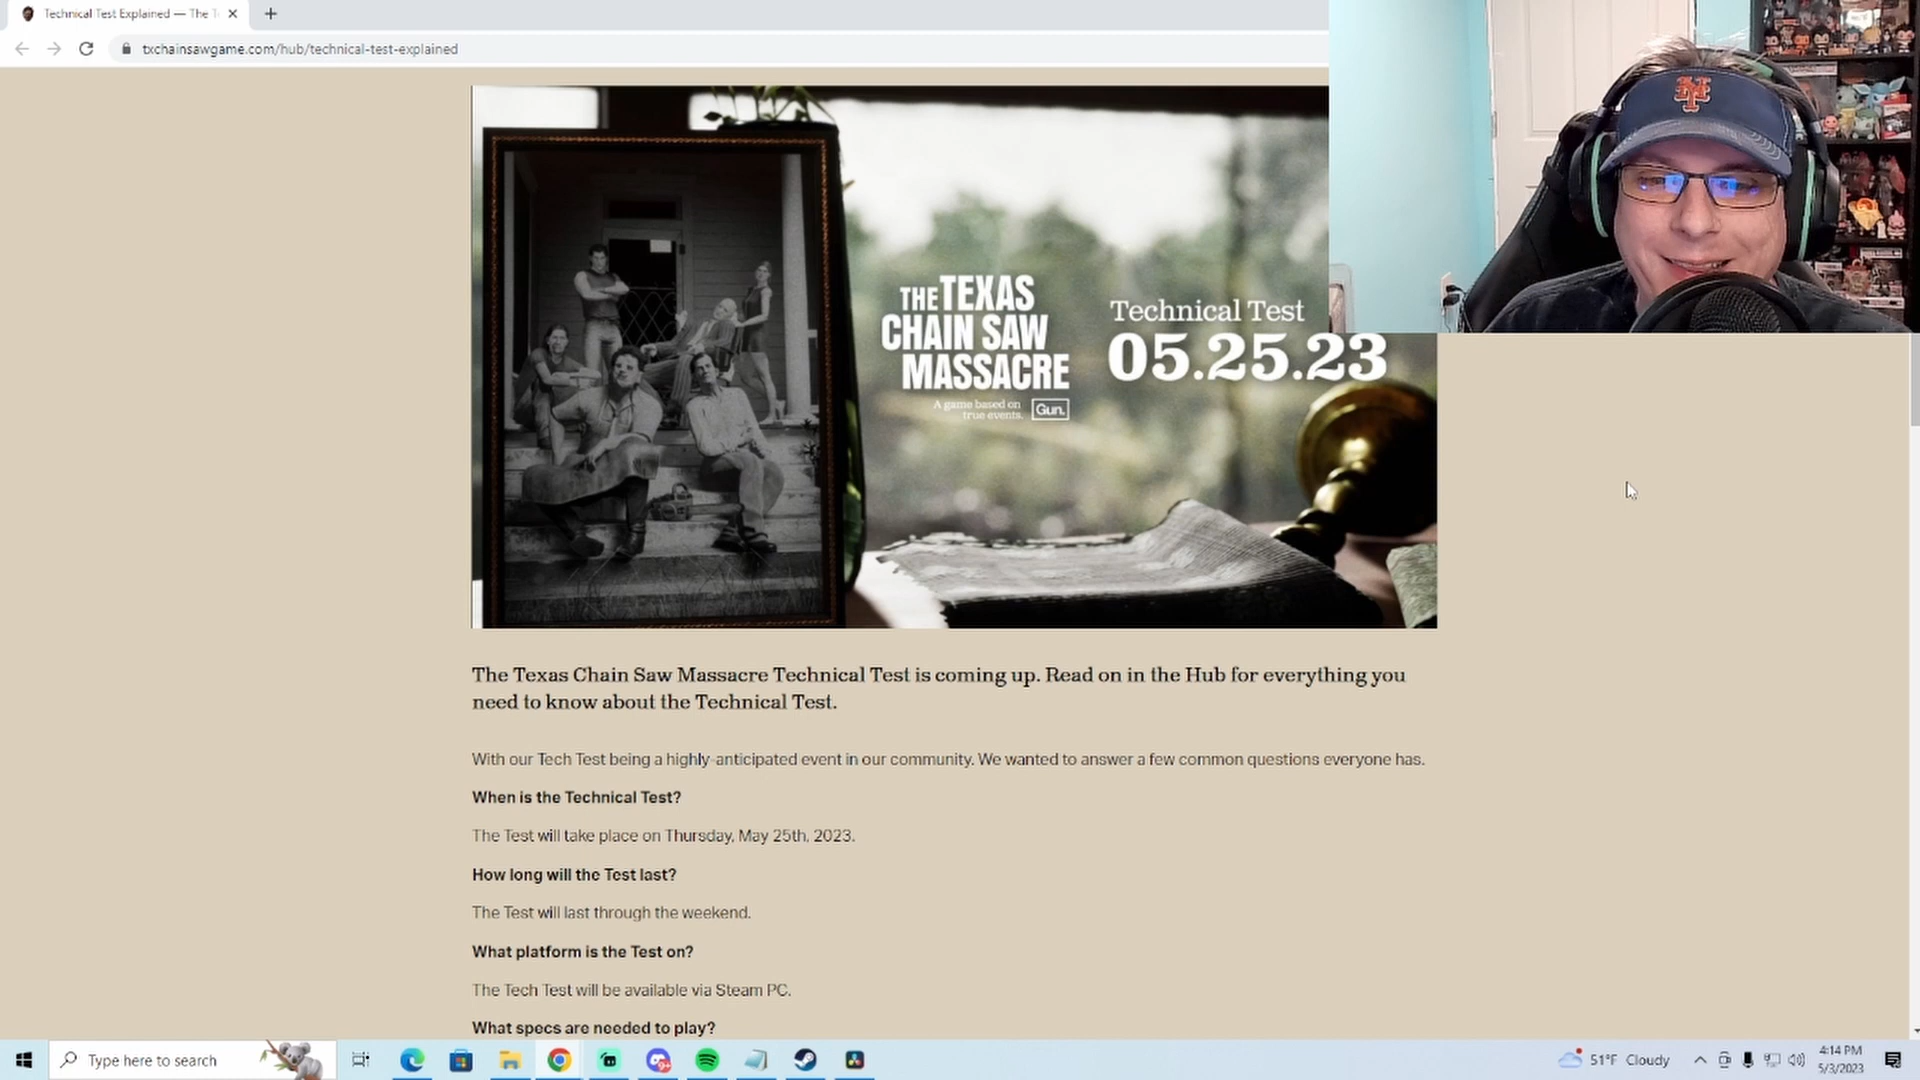 Technical Test Explained — The T
txchainsawgame.com/hub/technical-test-explained
THE TEXAS
CHAIN SAW
MASSACRE
A game based on
true events.
Gun.
Technical Test
05.25.23
The Texas Chain Saw Massacre Technical Test is coming up. Read on in the Hub for everything you
need to know about the Technical Test.
With our Tech Test being a highly-anticipated event in our community. We wanted to answer a few common questions everyone has.
When is the Technical Test?
The Test will take place on Thursday, May 25th, 2023.
How long will the Test last?
The Test will last through the weekend.
What platform is the Test on?
The Tech Test will be available via Steam PC.
What specs are needed to play?
Type here to search
9+
51°F Cloudy
4:14 PM
5/3/2023